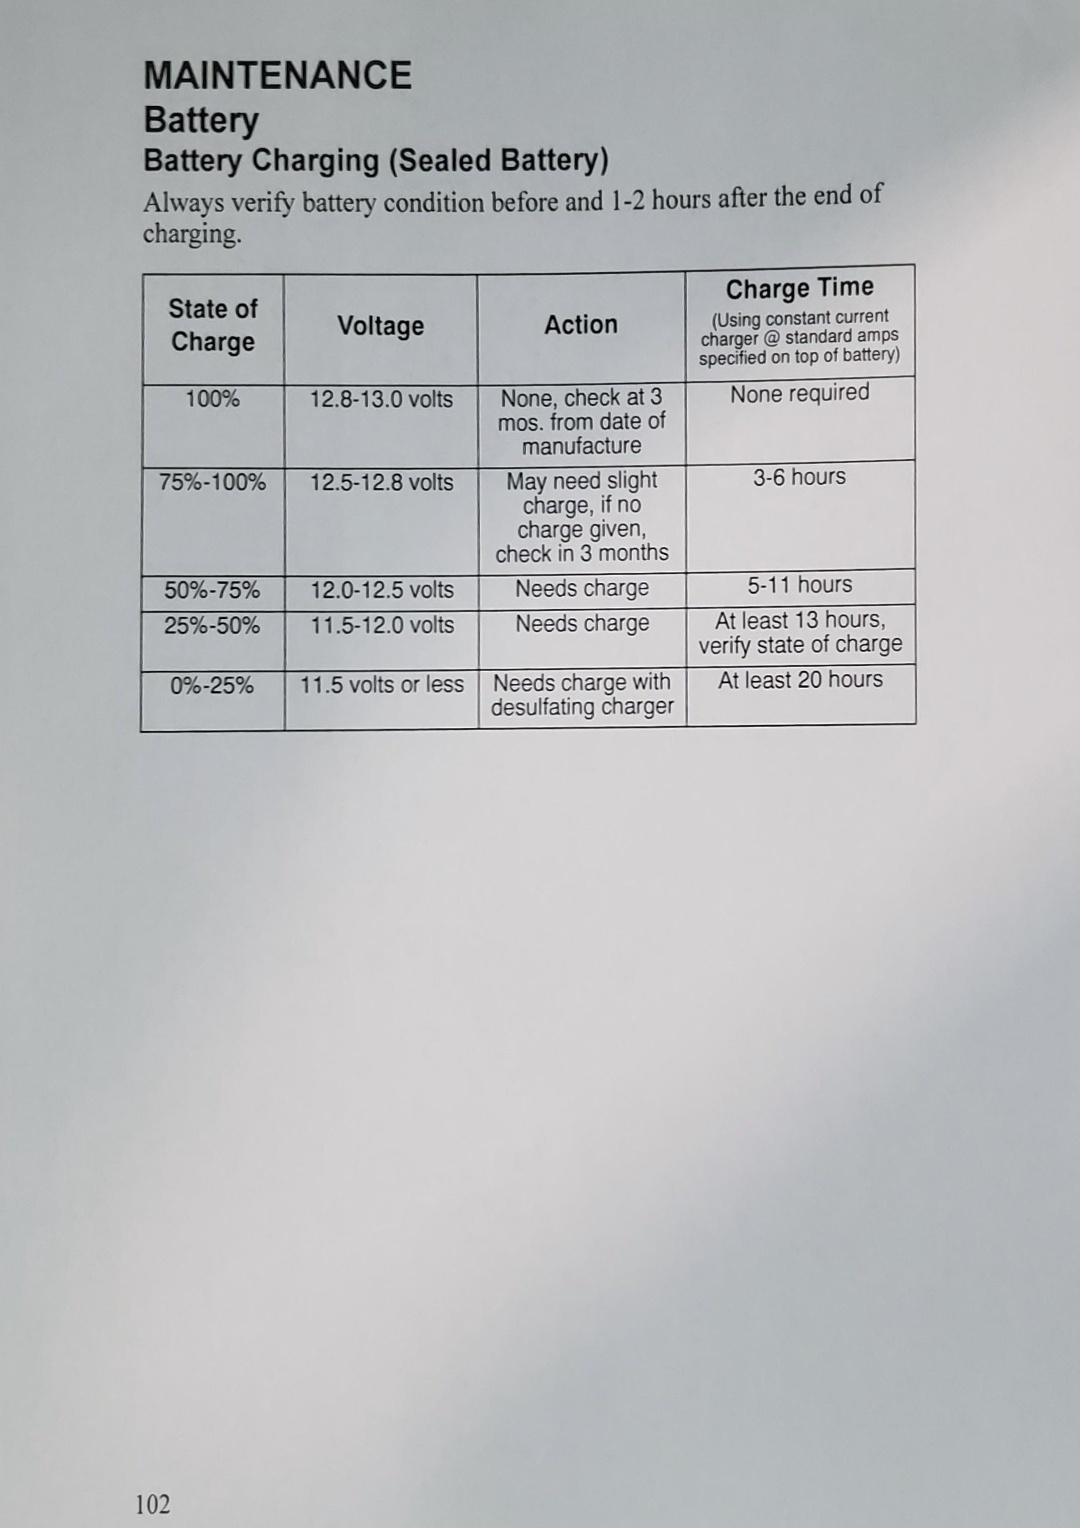 MAINTENANCE
Battery
Battery Charging (Sealed Battery)
Always verify battery condition before and 1-2 hours after the end of
charging.
State of
Charge
Voltage
Action
Charge Time
(Using constant current
charger @ standard amps
specified on top of battery)
100%
12.8-13.0 volts
None, check at 3
mos. from date of
manufacture
None required
75%-100%
12.5-12.8 volts
May need slight
charge, if no
charge given,
check in 3 months
3-6 hours
50%-75%
12.0-12.5 volts
Needs charge
5-11 hours
25%-50%
11.5-12.0 volts
Needs charge
At least 13 hours,
verify state of charge
0%-25%
11.5 volts or less
Needs charge with
desulfating charger
At least 20 hours
102